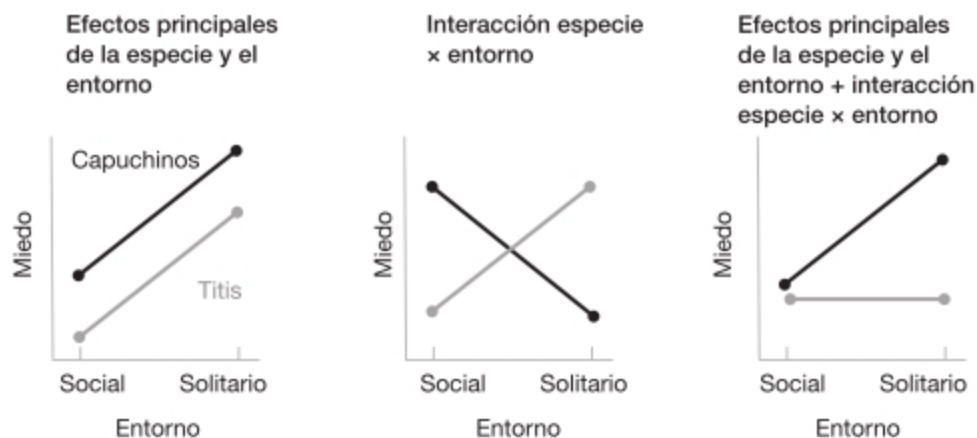 Efectos principales
de la especie y el
entorno
Capuchinos
Titis
Miedo
Social
Solitario
Entorno
Interacción especie
× entorno
Miedo
Social
Solitario
Entorno
Efectos principales
de la especie y el
entorno + interacción
especie × entorno
Miedo
Social
Solitario
Entorno